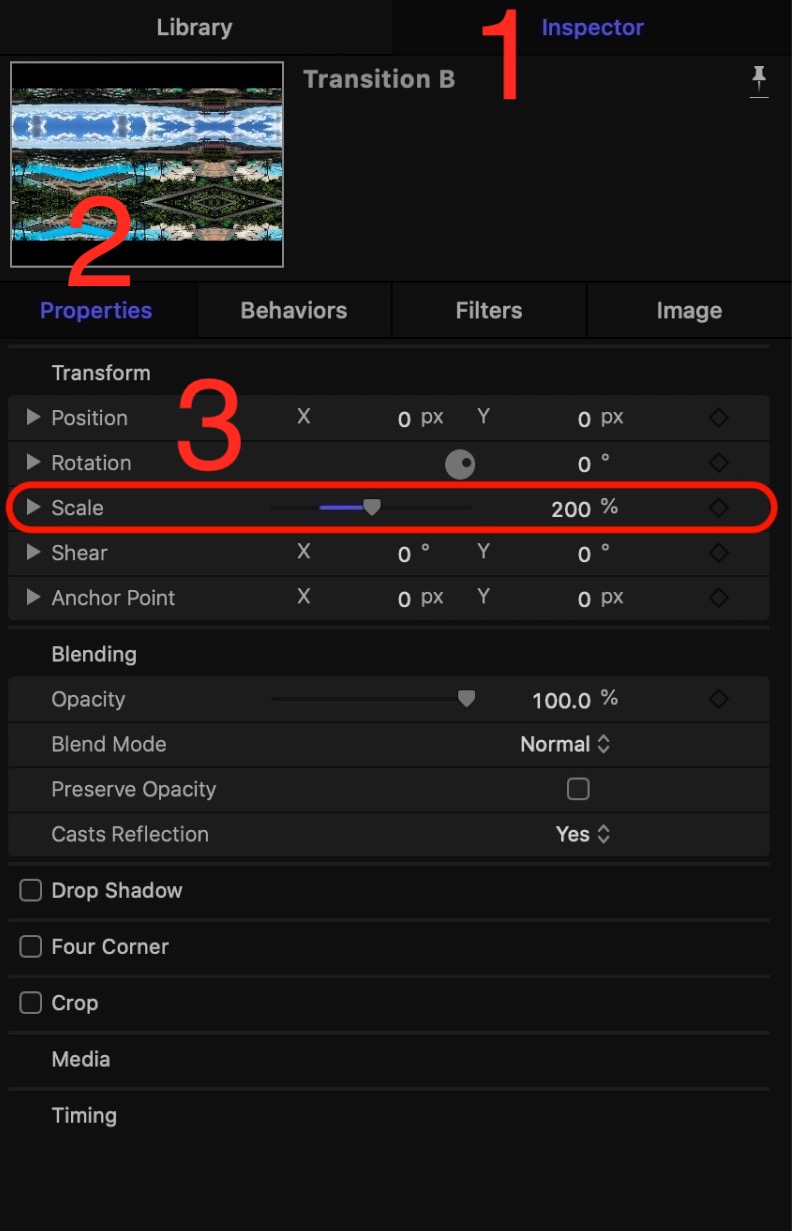 Library 1 Inspector
Transition B
2
Properties Behaviors Filters Image
Transform
3
Position X 0 px Y 0 px
Rotation 0 °
Scale 200 %
Shear X 0 ° Y 0 °
Anchor Point X 0 px Y 0 px
Blending
Opacity 100.0 %
Blend Mode Normal
Preserve Opacity
Casts Reflection Yes
Drop Shadow
Four Corner
Crop
Media
Timing